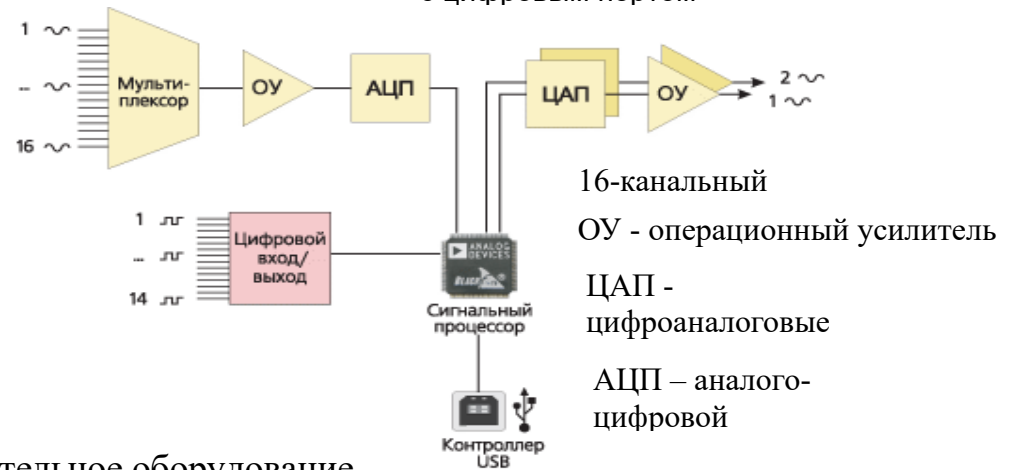 1
...
16
Мульти-
плексор
ОУ
АЦП
ЦАП
ОУ
2
1
16-канальный
ОУ - операционный усилитель
ЦАП -
цифроаналоговые
АЦП – аналого-
цифровой
1
...
14
Цифровой
вход/
выход
ANALOG
DEVICES
Сигнальный
процессор
Контроллер
USB
оборудование